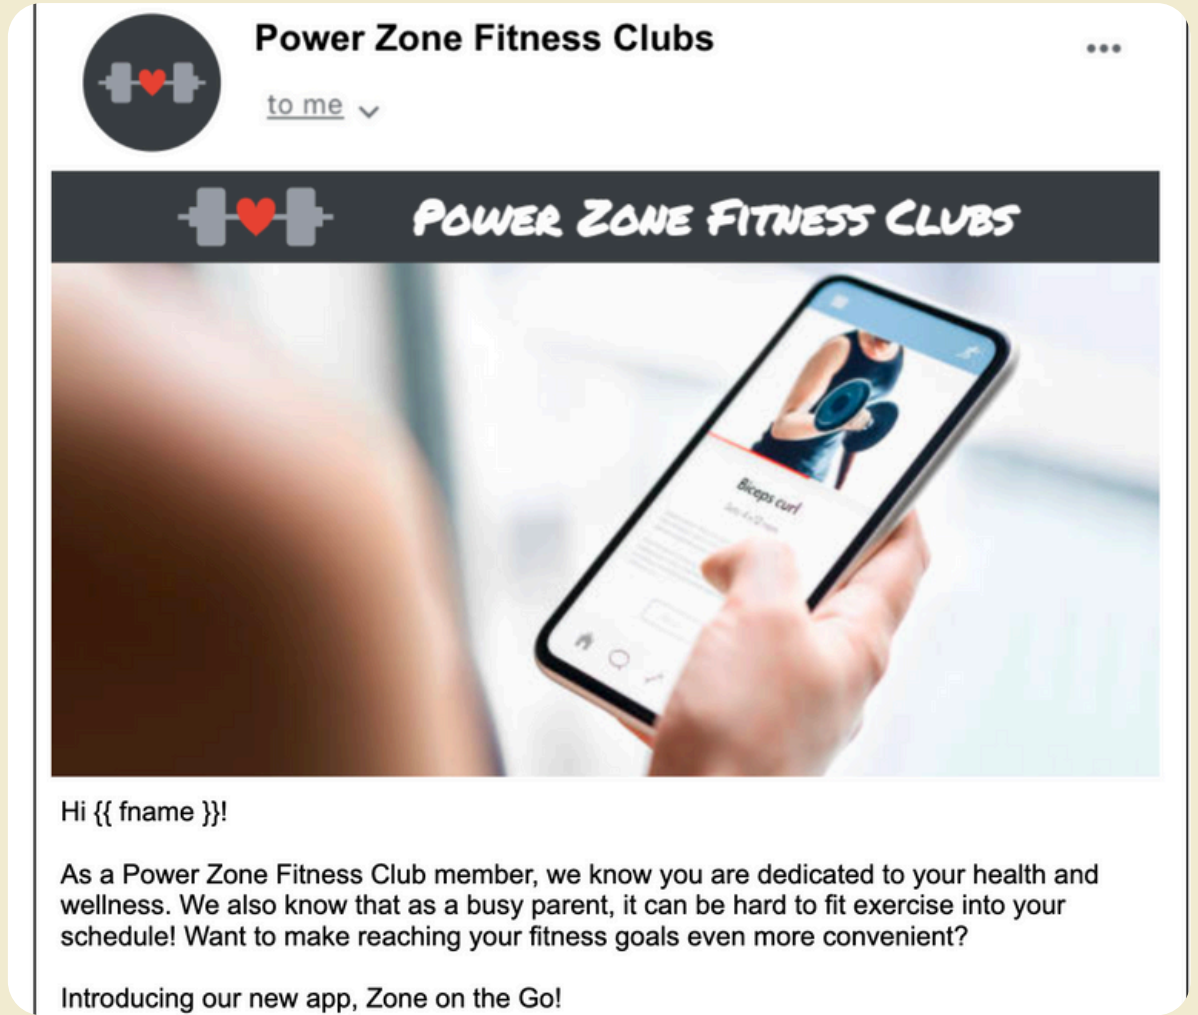 Power Zone Fitness Clubs
to me
POWER ZONE FITNESS CLUBS
Biceps curl
Hi {{ fname }}!
As a Power Zone Fitness Club member, we know you are dedicated to your health and
wellness. We also know that as a busy parent, it can be hard to fit exercise into your
schedule! Want to make reaching your fitness goals even more convenient?
Introducing our new app, Zone on the Go!